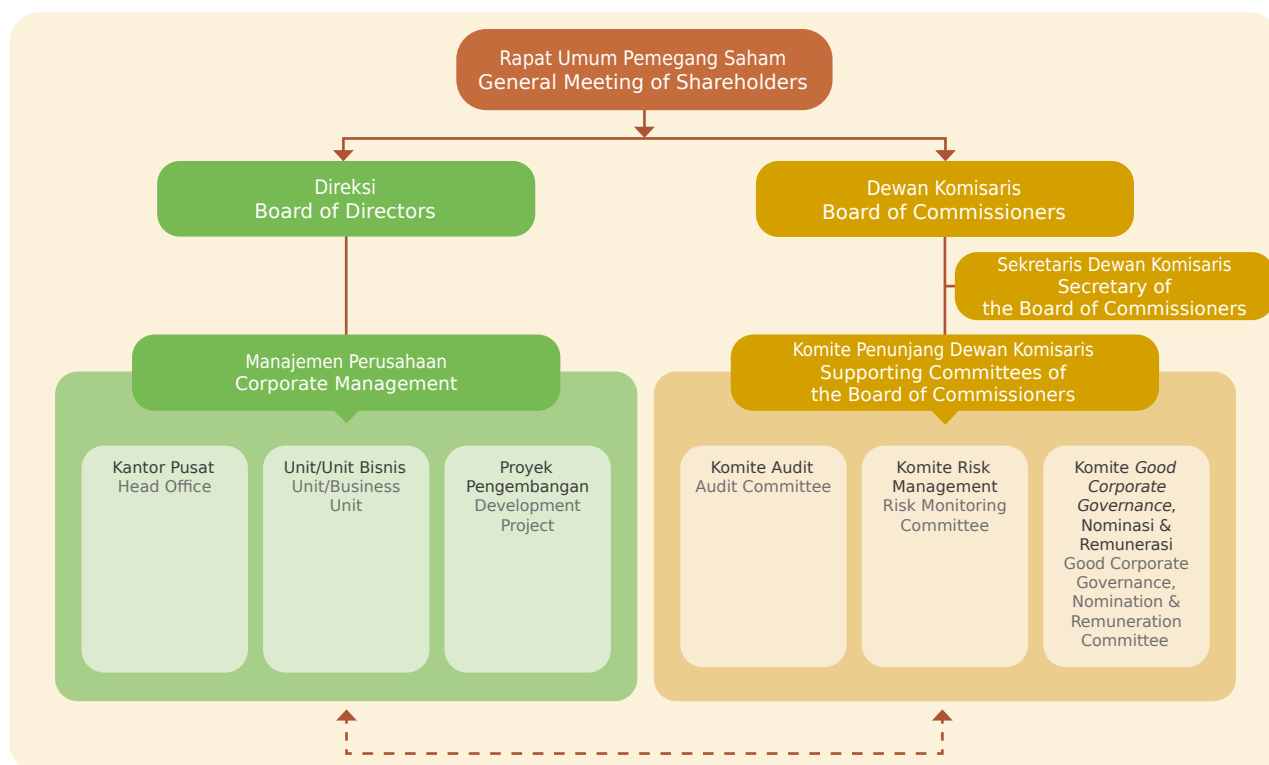 Rapat Umum Pemegang Saham
General Meeting of Shareholders
Direksi
Board of Directors
Dewan Komisaris
Board of Commissioners
Sekretaris Dewan Komisaris
Secretary of
the Board of Commissioners
Manajemen Perusahaan
Corporate Management
Komite Penunjang Dewan Komisaris
Supporting Committees of
the Board of Commissioners
Kantor Pusat
Head Office
Unit/Unit Bisnis
Unit/Business
Unit
Proyek
Pengembangan
Development
Project
Komite Audit
Audit Committee
Komite Risk
Management
Risk Monitoring
Committee
Komite Good
Corporate
Governance,
Nominasi &
Remunerasi
Good Corporate
Governance,
Nomination &
Remuneration
Committee